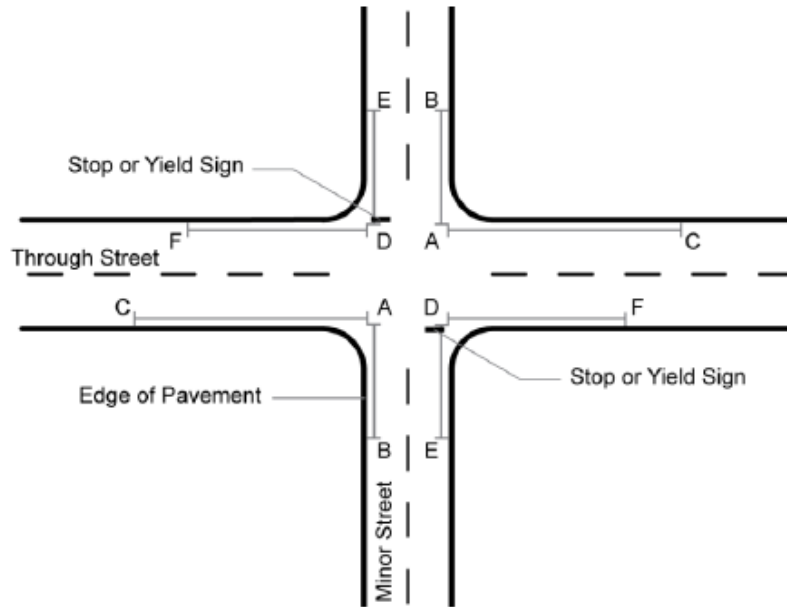 E B
Stop or Yield Sign
F D A C
Through Street
C A D F
Stop or Yield Sign
Edge of Pavement
B E
Minor Street